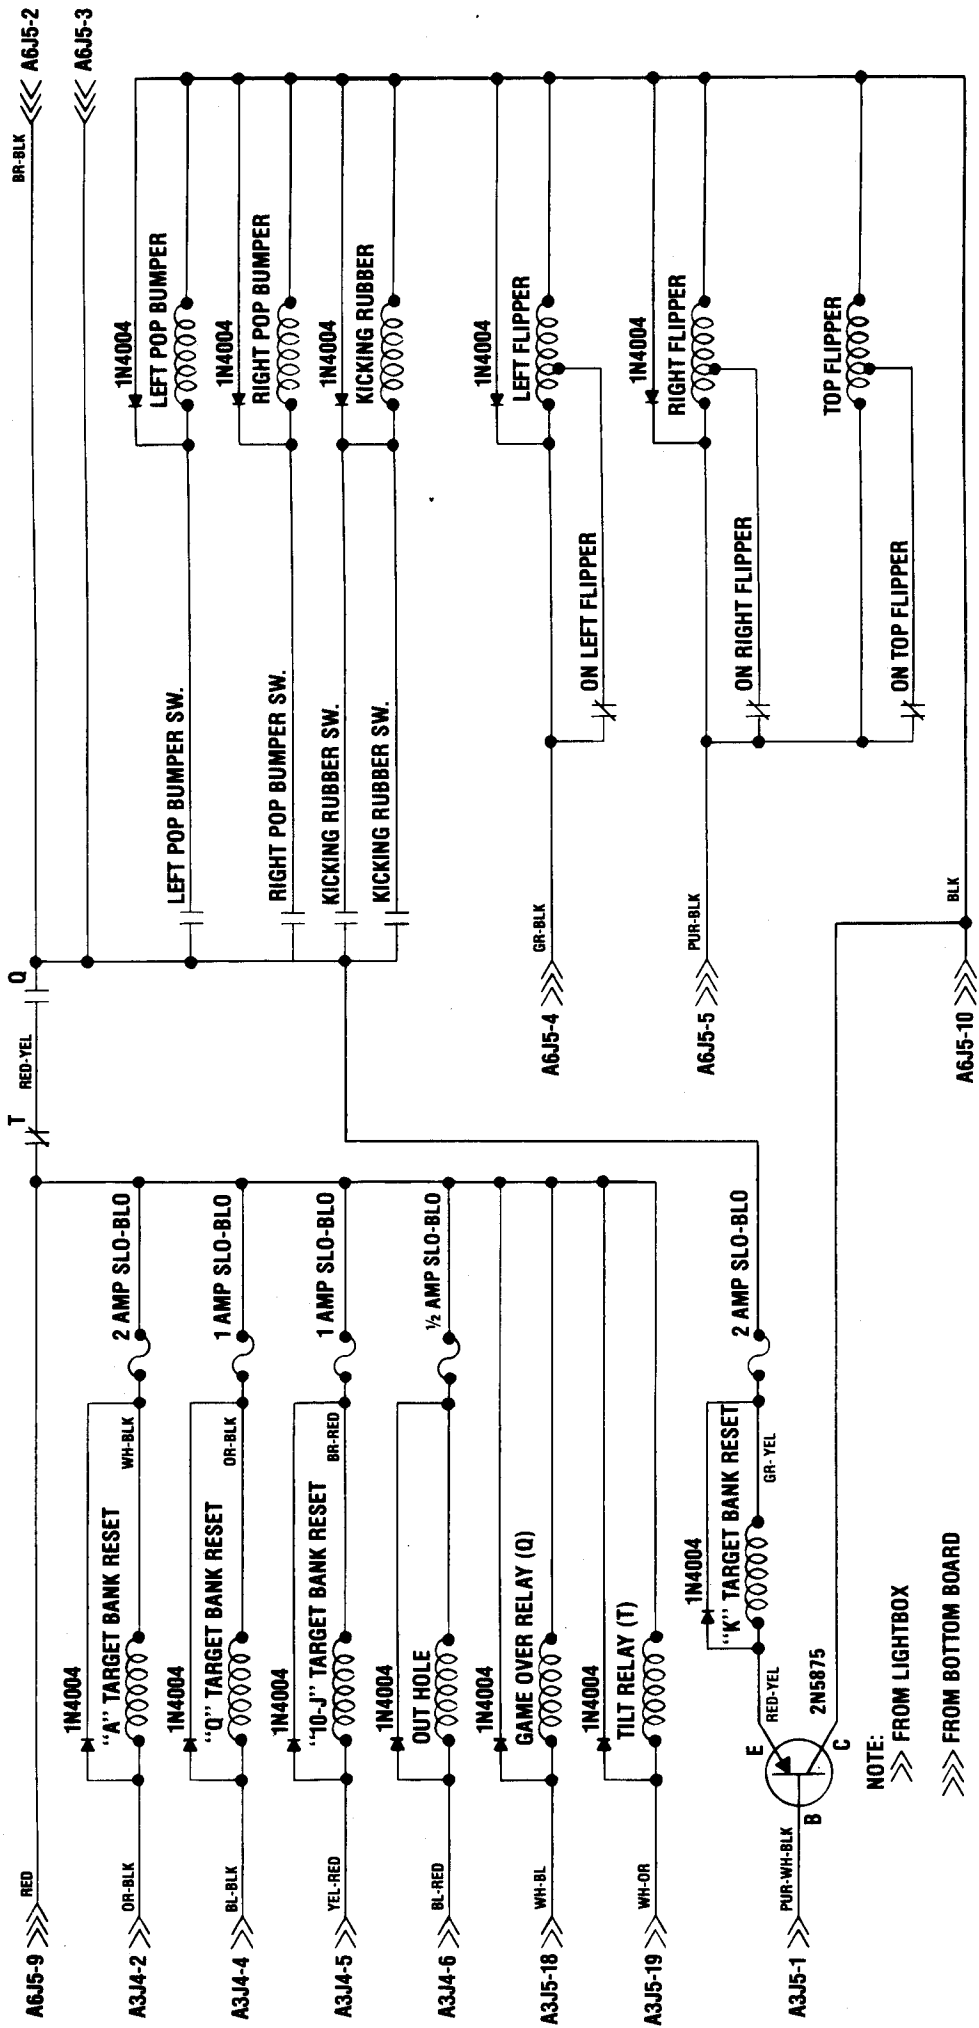 A6J5-9
RED
T
RED-YEL
Q
BR-BLK
A6J5-2
A6J5-3
A3J4-2
OR-BLK
1N4004
"A" TARGET BANK RESET
WH-BLK
2 AMP SLO-BLO
A3J4-4
BL-BLK
1N4004
"Q" TARGET BANK RESET
OR-BLK
1 AMP SLO-BLO
A3J4-5
YEL-RED
1N4004
"10-J" TARGET BANK RESET
BR-RED
1 AMP SLO-BLO
A3J4-6
BL-RED
1N4004
OUT HOLE
½ AMP SLO-BLO
A3J5-18
WH-BL
1N4004
GAME OVER RELAY (Q)
A3J5-19
WH-OR
1N4004
TILT RELAY (T)
A3J5-1
PUR-WH-BLK
B
E
C
2N5875
RED-YEL
1N4004
"K" TARGET BANK RESET
GR-YEL
2 AMP SLO-BLO
LEFT POP BUMPER SW.
1N4004
LEFT POP BUMPER
RIGHT POP BUMPER SW.
1N4004
RIGHT POP BUMPER
KICKING RUBBER SW.
1N4004
KICKING RUBBER
KICKING RUBBER SW.
A6J5-4
GR-BLK
1N4004
LEFT FLIPPER
ON LEFT FLIPPER
A6J5-5
PUR-BLK
1N4004
RIGHT FLIPPER
ON RIGHT FLIPPER
TOP FLIPPER
ON TOP FLIPPER
A6J5-10
BLK
NOTE:
FROM LIGHTBOX
FROM BOTTOM BOARD